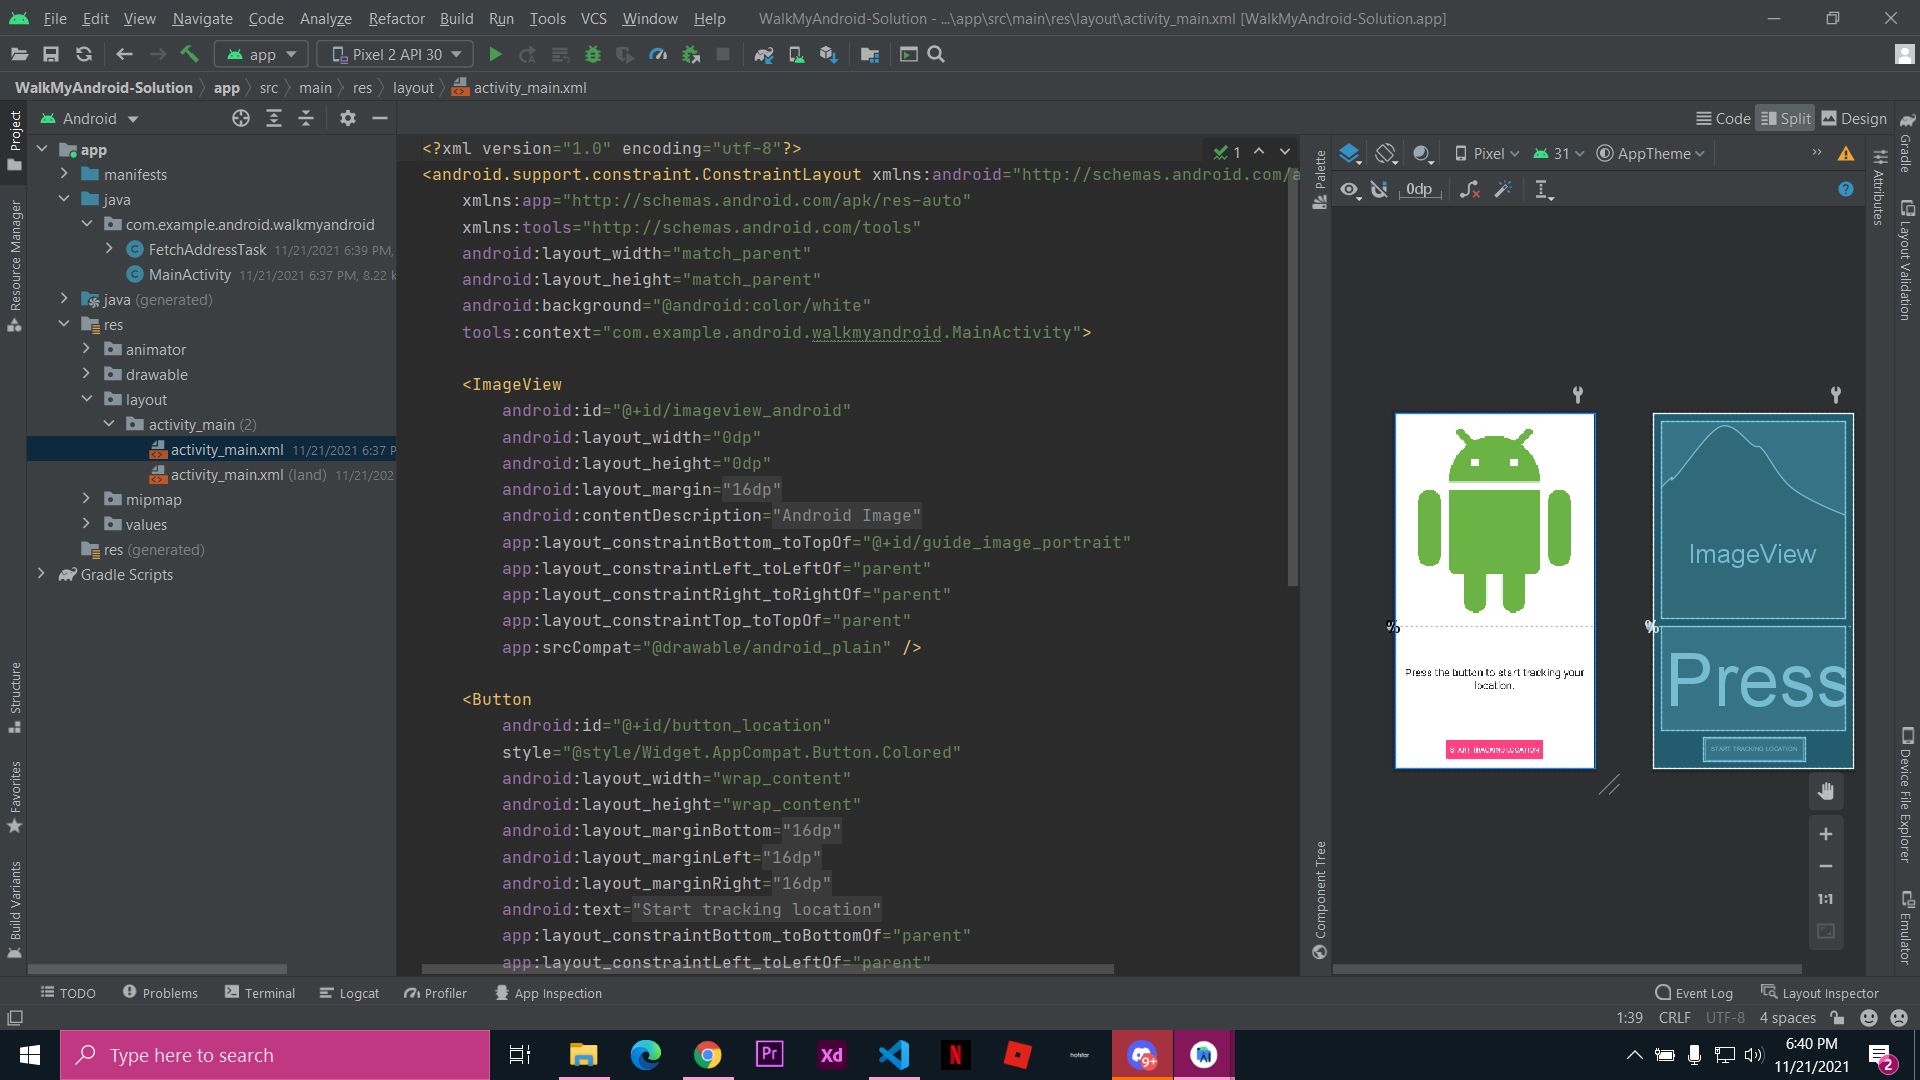 File Edit View Navigate Code Analyze Refactor Build Run Tools VCS Window Help WalkMyAndroid-Solution - ...\app\src\main\res\layout\activity_main.xml [WalkMyAndroid-Solution.app]
app Pixel 2 API 30
WalkMyAndroid-Solution app src main res layout activity_main.xml
Android
Code Split Design
Project
Resource Manager
Structure
Favorites
Build Variants
app
manifests
java
com.example.android.walkmyandroid
FetchAddressTask 11/21/2021 6:39 PM,
MainActivity 11/21/2021 6:37 PM, 8.22 k
java (generated)
res
animator
drawable
layout
activity_main (2)
activity_main.xml 11/21/2021 6:37 P
activity_main.xml (land) 11/21/202
mipmap
values
res (generated)
Gradle Scripts
<?xml version="1.0" encoding="utf-8"?>
<android.support.constraint.ConstraintLayout xmlns:android="http://schemas.android.com/a
xmlns:app="http://schemas.android.com/apk/res-auto"
xmlns:tools="http://schemas.android.com/tools"
android:layout_width="match_parent"
android:layout_height="match_parent"
android:background="@android:color/white"
tools:context="com.example.android.walkmyandroid.MainActivity">
<ImageView
android:id="@+id/imageview_android"
android:layout_width="0dp"
android:layout_height="0dp"
android:layout_margin="16dp"
android:contentDescription="Android Image"
app:layout_constraintBottom_toTopOf="@+id/guide_image_portrait"
app:layout_constraintLeft_toLeftOf="parent"
app:layout_constraintRight_toRightOf="parent"
app:layout_constraintTop_toTopOf="parent"
app:srcCompat="@drawable/android_plain" />
<Button
android:id="@+id/button_location"
style="@style/Widget.AppCompat.Button.Colored"
android:layout_width="wrap_content"
android:layout_height="wrap_content"
android:layout_marginBottom="16dp"
android:layout_marginLeft="16dp"
android:layout_marginRight="16dp"
android:text="Start tracking location"
app:layout_constraintBottom_toBottomOf="parent"
app:layout_constraintLeft_toLeftOf="parent"
1
Palette
Component Tree
Pixel 31 AppTheme
0dp
?
%
Press the button to start tracking your
location.
START TRACKING LOCATION
ImageView
%
Press
START TRACKING LOCATION
1:1
Gradle
Attributes
Layout Validation
Device File Explorer
Emulator
TODO Problems Terminal Logcat Profiler App Inspection Event Log Layout Inspector
1:39 CRLF UTF-8 4 spaces
Type here to search
Pr Xd N hotstar 9+
6:40 PM
11/21/2021
2